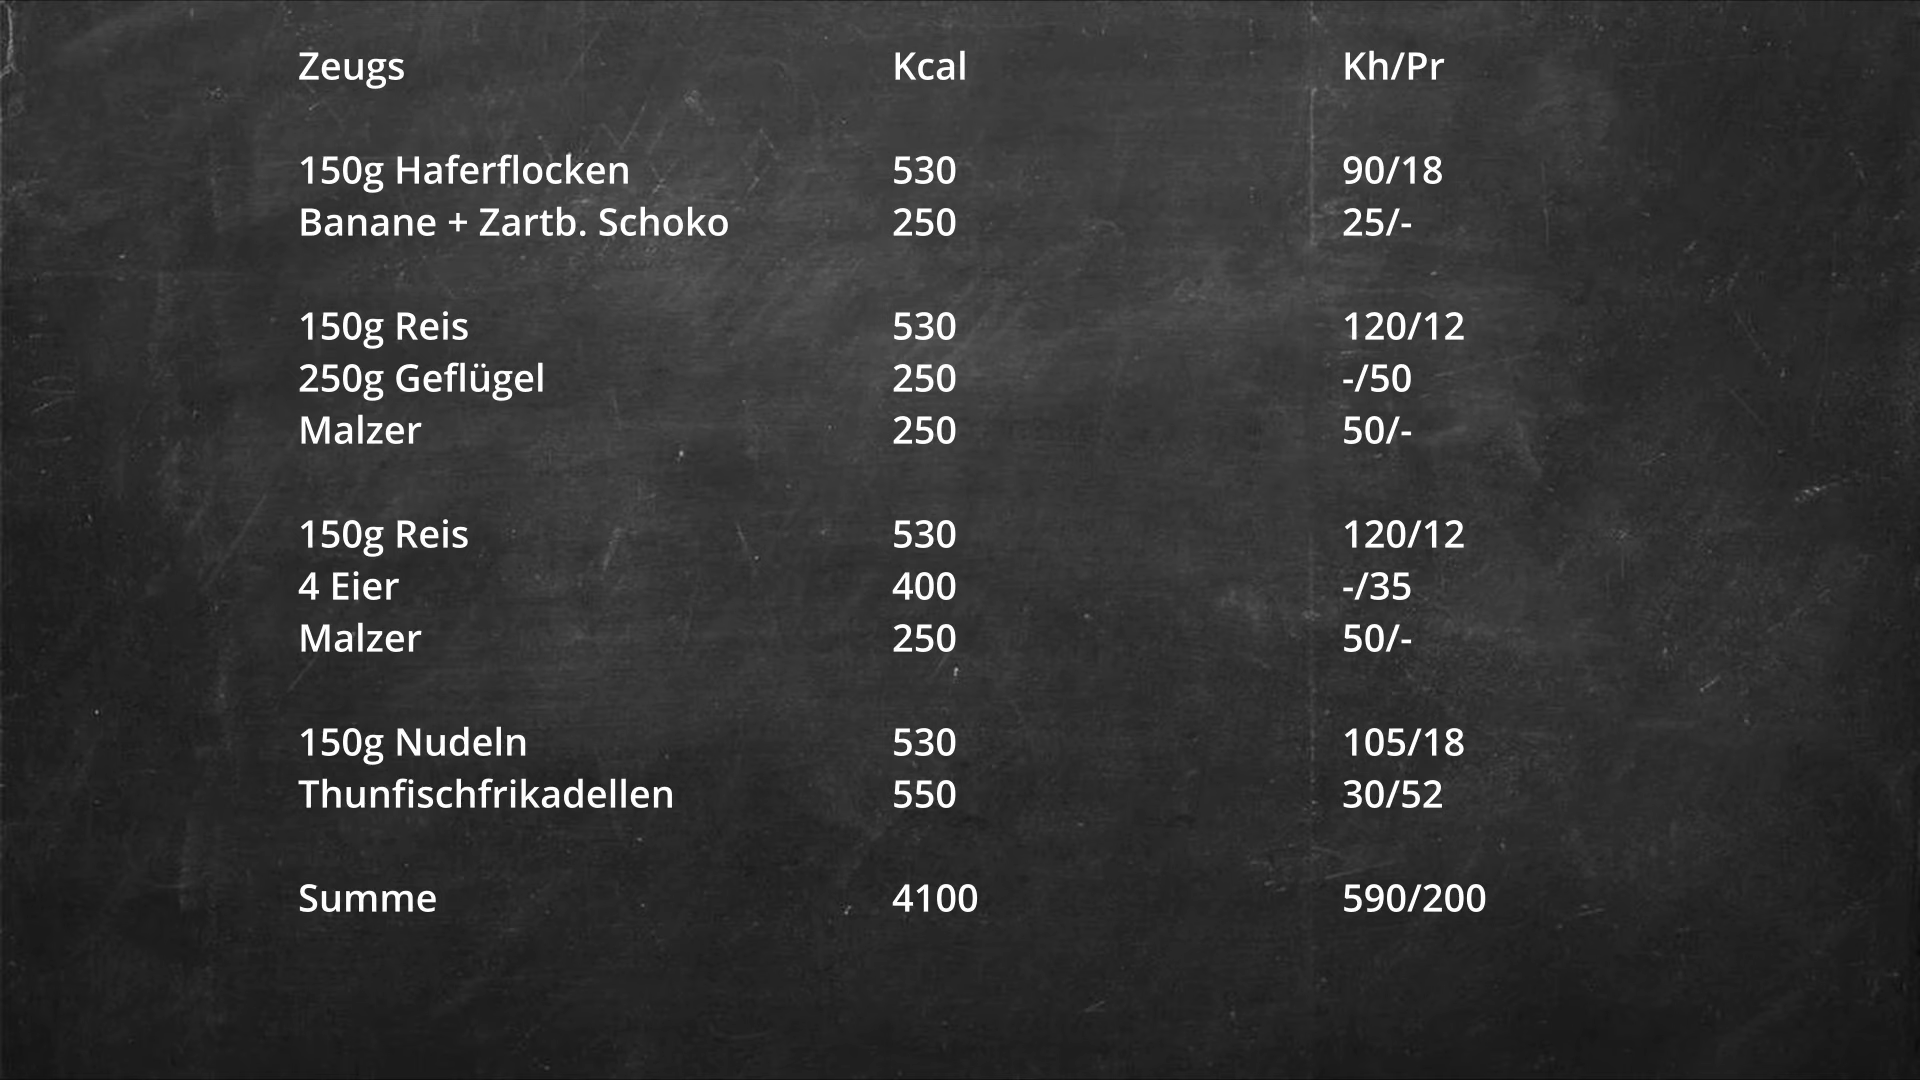 Zeugs Kcal Kh/Pr
150g Haferflocken 530 90/18
Banane + Zartb. Schoko 250 25/-
150g Reis 530 120/12
250g Geflügel 250 -/50
Malzer 250 50/-
150g Reis 530 120/12
4 Eier 400 -/35
Malzer 250 50/-
150g Nudeln 530 105/18
Thunfischfrikadellen 550 30/52
Summe 4100 590/200